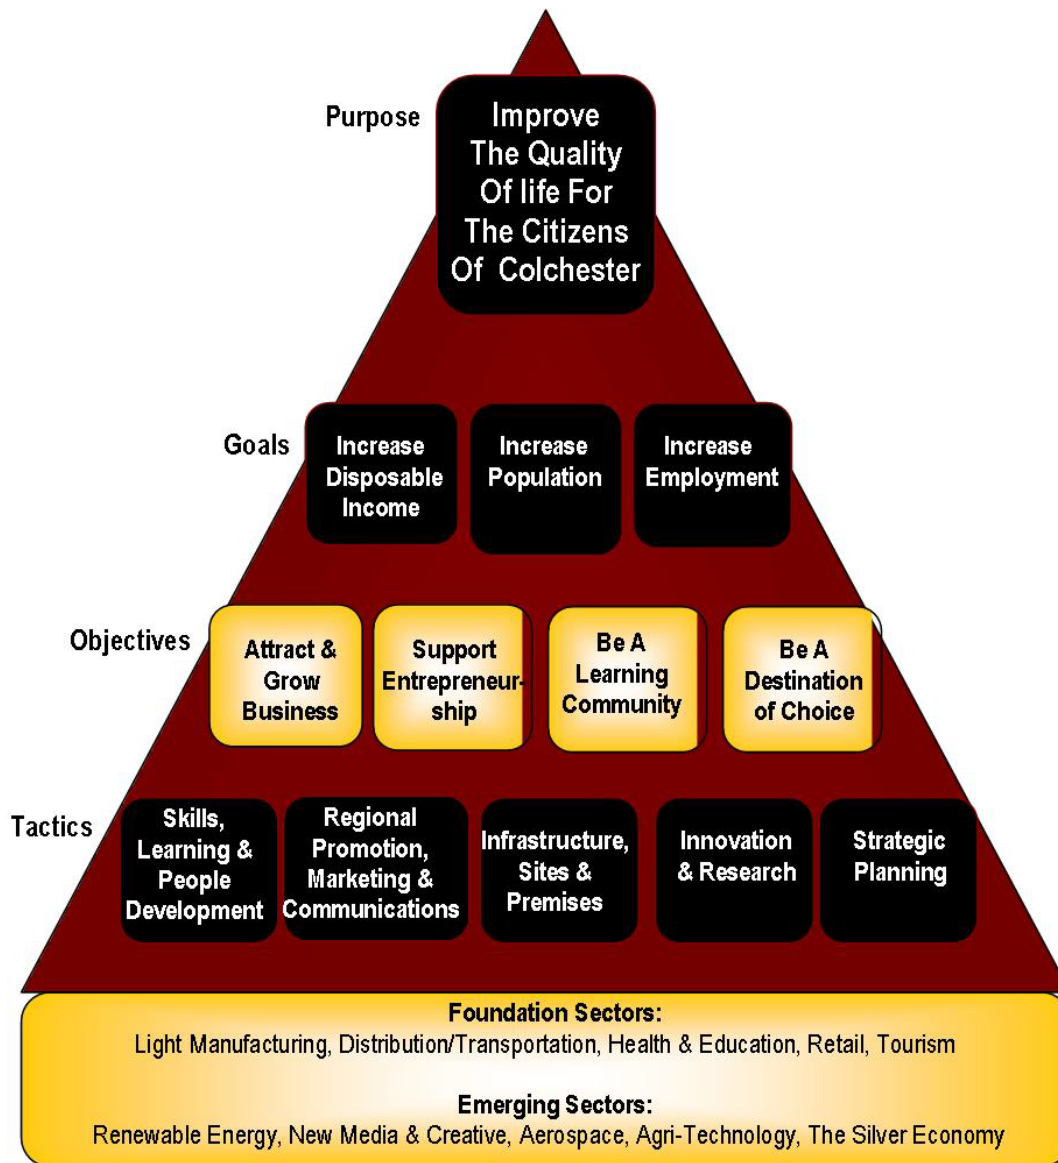 Purpose
Improve
The Quality
Of life For
The Citizens
Of Colchester
Goals
Increase
Disposable
Income
Increase
Population
Increase
Employment
Objectives
Attract &
Grow
Business
Support
Entrepreneur-
ship
Be A
Learning
Community
Be A
Destination
of Choice
Tactics
Skills,
Learning &
People
Development
Regional
Promotion,
Marketing &
Communications
Infrastructure,
Sites &
Premises
Innovation
& Research
Strategic
Planning
Foundation Sectors:
Light Manufacturing, Distribution/Transportation, Health & Education, Retail, Tourism
Emerging Sectors:
Renewable Energy, New Media & Creative, Aerospace, Agri-Technology, The Silver Economy